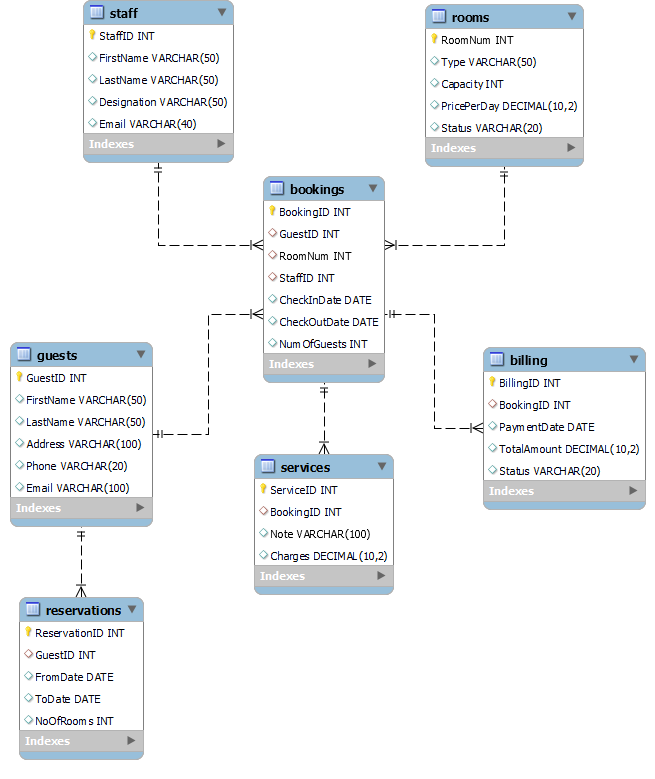 staff
StaffID INT
FirstName VARCHAR(50)
LastName VARCHAR(50)
Designation VARCHAR(50)
Email VARCHAR(40)
Indexes
rooms
RoomNum INT
Type VARCHAR(50)
Capacity INT
PricePerDay DECIMAL(10,2)
Status VARCHAR(20)
Indexes
bookings
BookingID INT
GuestID INT
RoomNum INT
StaffID INT
CheckInDate DATE
CheckOutDate DATE
NumOfGuests INT
Indexes
guests
GuestID INT
FirstName VARCHAR(50)
LastName VARCHAR(50)
Address VARCHAR(100)
Phone VARCHAR(20)
Email VARCHAR(100)
Indexes
billing
BillingID INT
BookingID INT
PaymentDate DATE
TotalAmount DECIMAL(10,2)
Status VARCHAR(20)
Indexes
services
ServiceID INT
BookingID INT
Note VARCHAR(100)
Charges DECIMAL(10,2)
Indexes
reservations
ReservationID INT
GuestID INT
FromDate DATE
ToDate DATE
NoOfRooms INT
Indexes